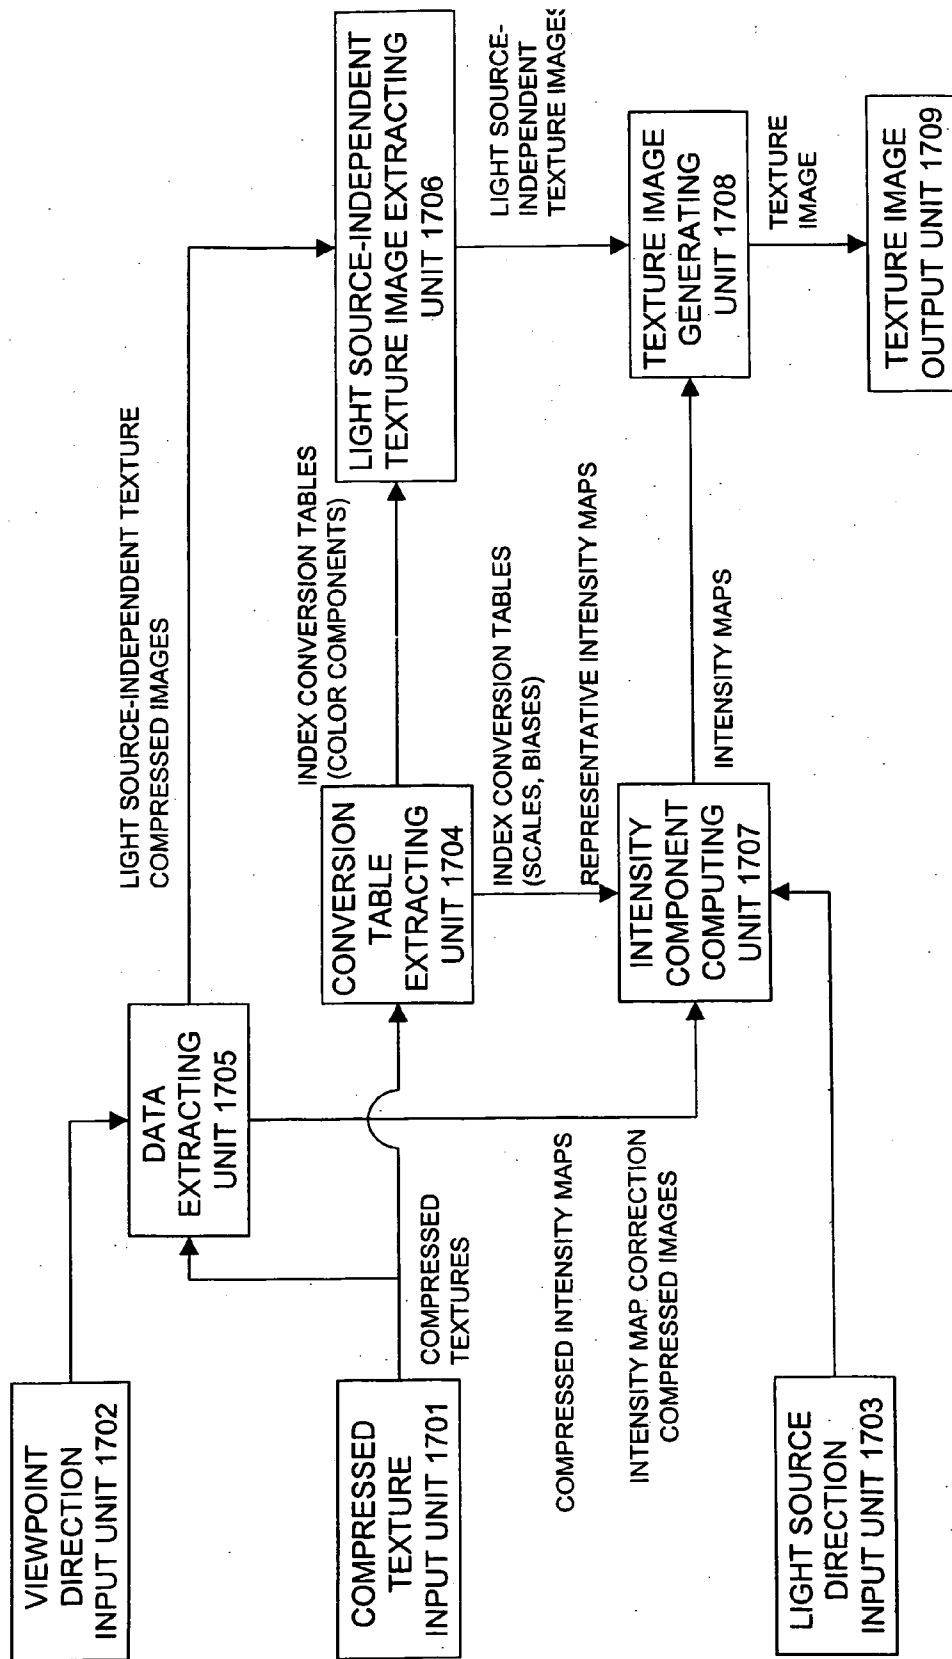 VIEWPOINT
DIRECTION
INPUT UNIT 1702
COMPRESSED
TEXTURE
INPUT UNIT 1701
LIGHT SOURCE
DIRECTION
INPUT UNIT 1703
COMPRESSED
TEXTURES
DATA
EXTRACTING
UNIT 1705
COMPRESSED INTENSITY MAPS
INTENSITY MAP CORRECTION
COMPRESSED IMAGES
LIGHT SOURCE-INDEPENDENT TEXTURE
COMPRESSED IMAGES
CONVERSION
TABLE
EXTRACTING
UNIT 1704
INDEX CONVERSION TABLES
(COLOR COMPONENTS)
INDEX CONVERSION TABLES
(SCALES, BIASES)
REPRESENTATIVE INTENSITY MAPS
INTENSITY
COMPONENT
COMPUTING
UNIT 1707
INTENSITY MAPS
LIGHT SOURCE-INDEPENDENT
TEXTURE IMAGE EXTRACTING
UNIT 1706
LIGHT SOURCE-
INDEPENDENT
TEXTURE IMAGES
TEXTURE IMAGE
GENERATING
UNIT 1708
TEXTURE
IMAGE
TEXTURE IMAGE
OUTPUT UNIT 1709